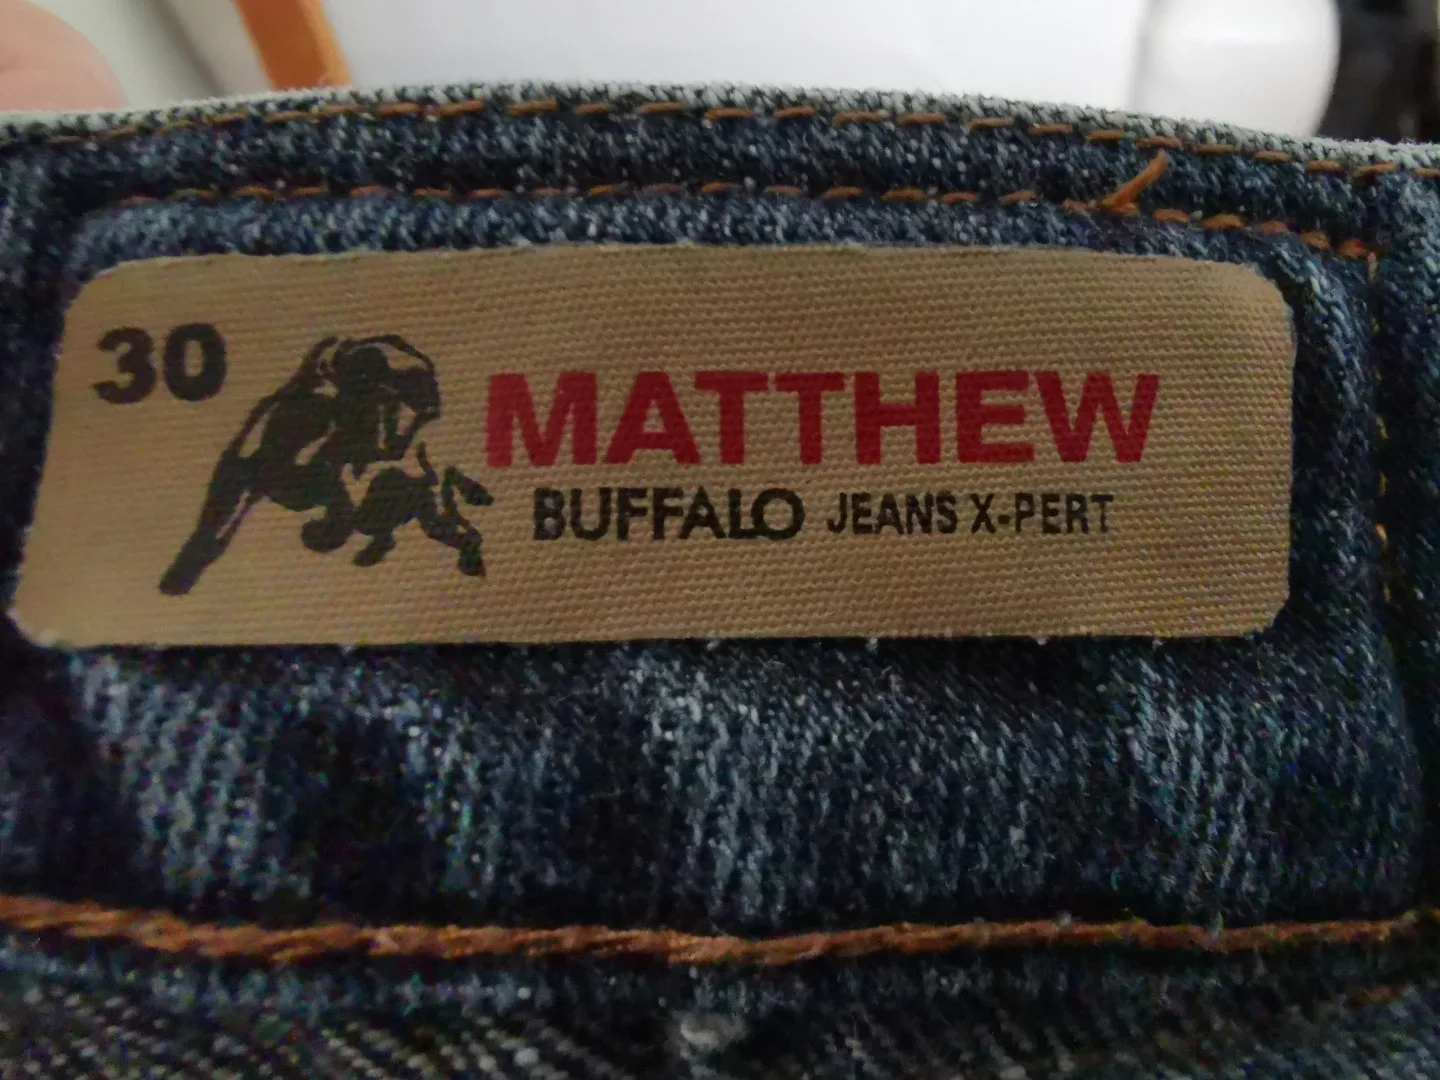 30
MATTHEW
BUFFALO JEANS X-PERT